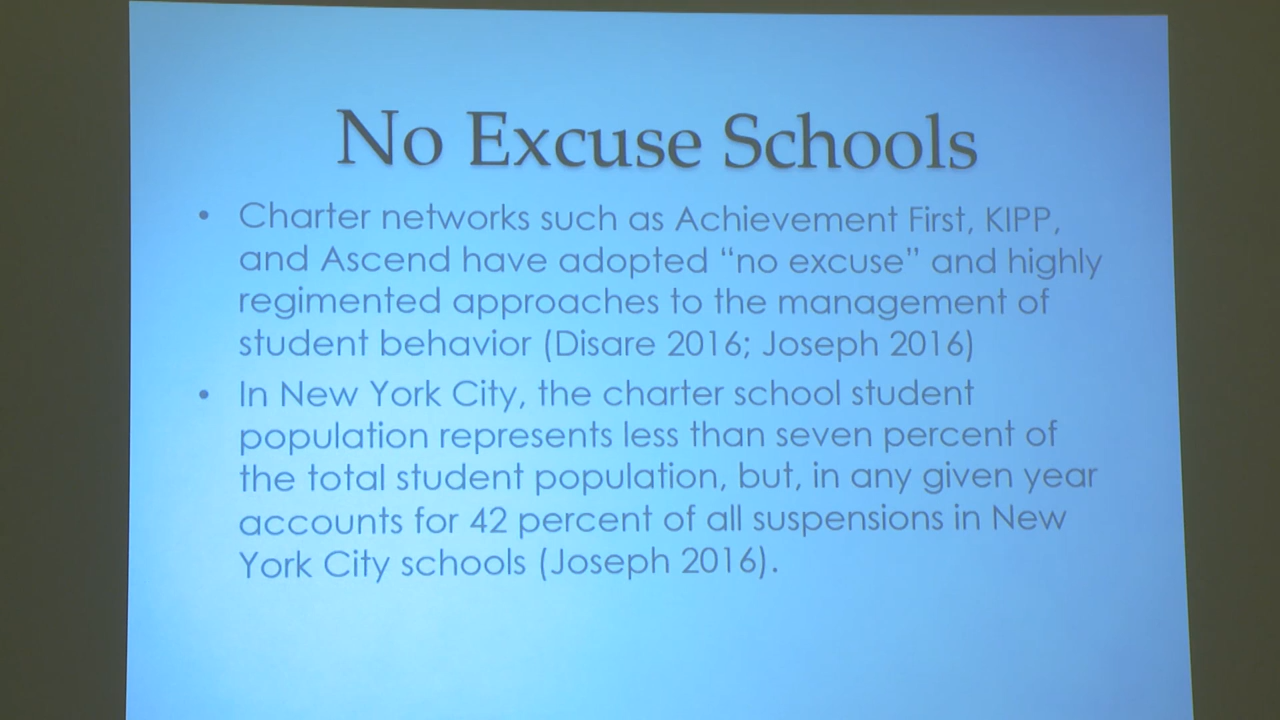 No Excuse Schools
• Charter networks such as Achievement First, KIPP,
and Ascend have adopted “no excuse” and highly
regimented approaches to the management of
student behavior (Disare 2016; Joseph 2016)
• In New York City, the charter school student
population represents less than seven percent of
the total student population, but, in any given year
accounts for 42 percent of all suspensions in New
York City schools (Joseph 2016).